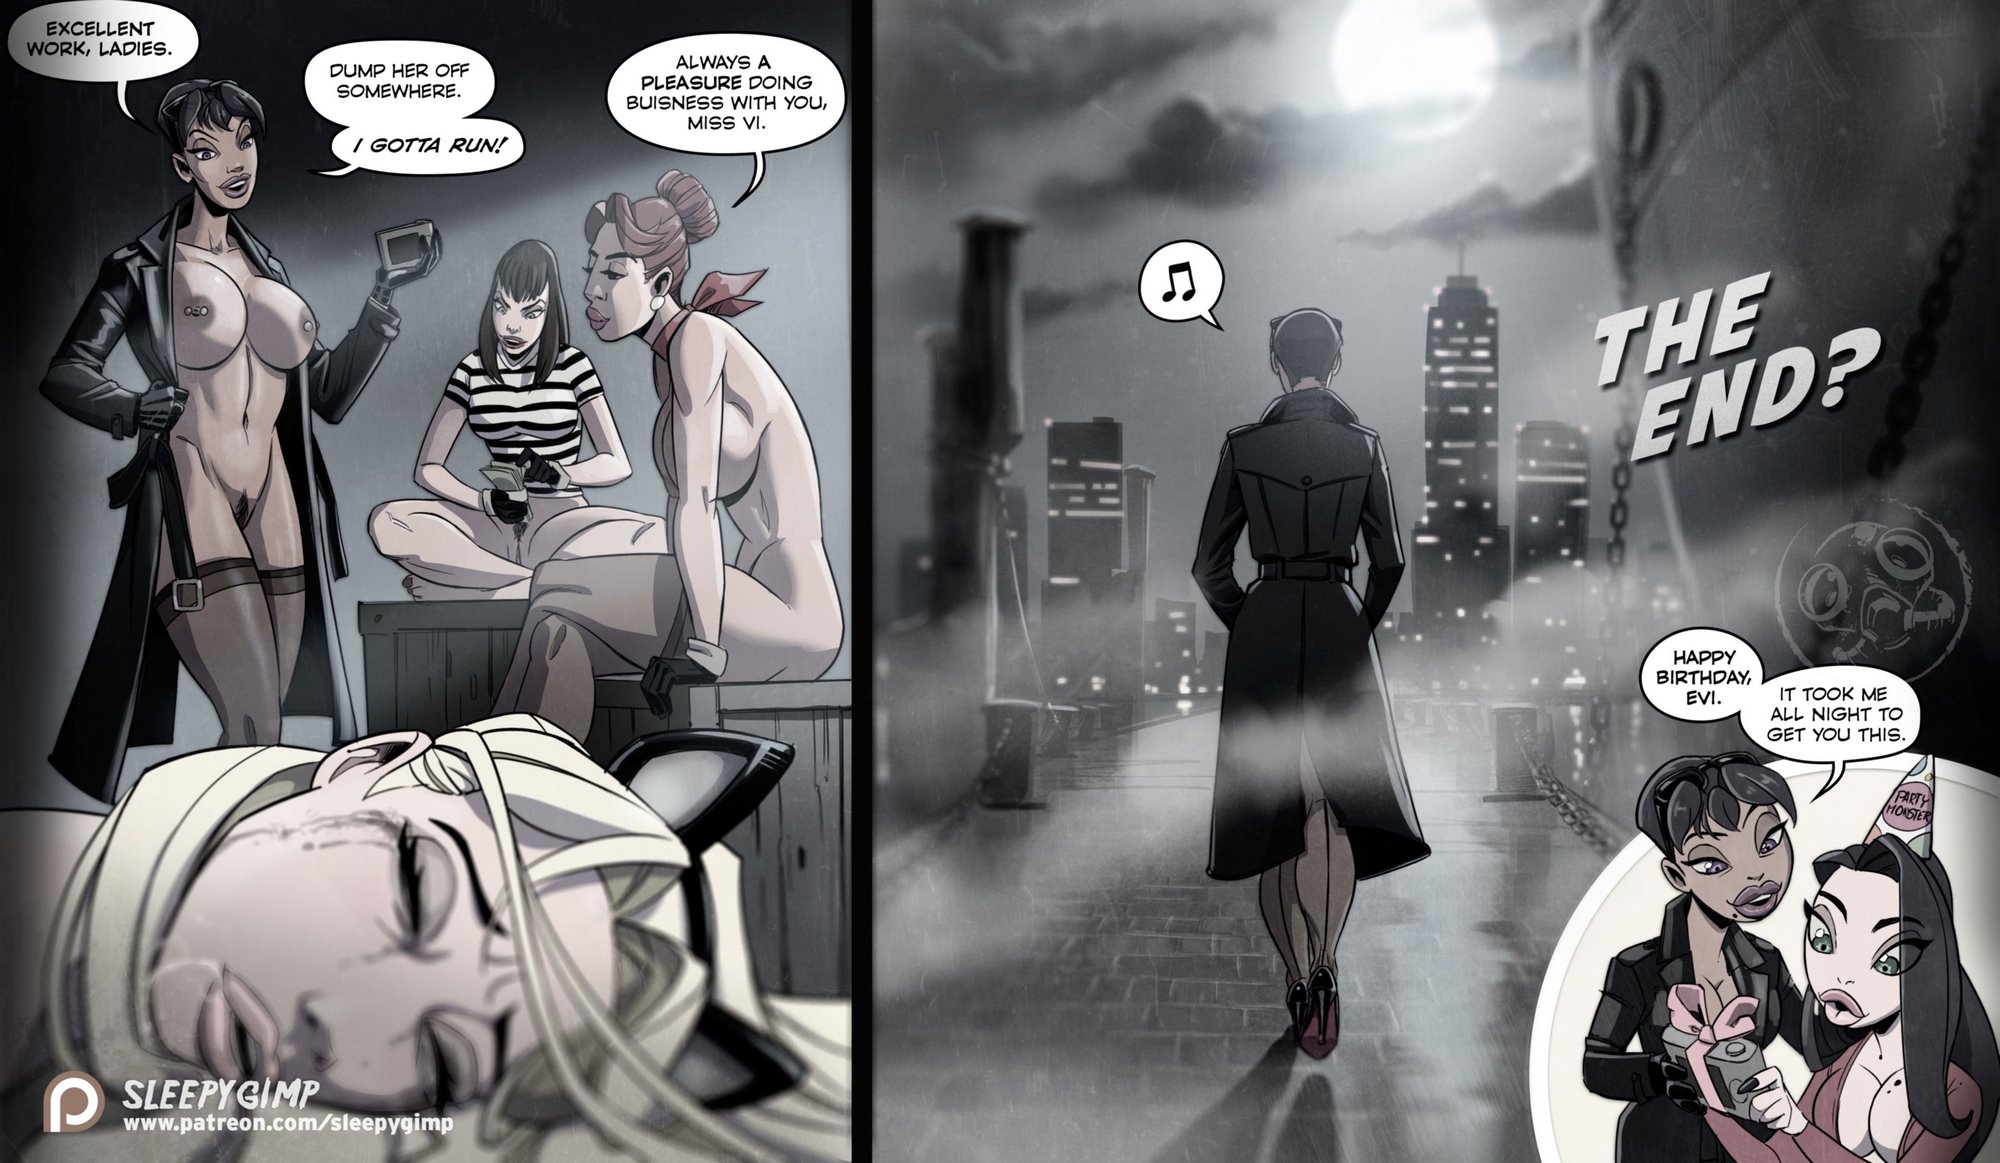 EXCELLENT
WORK, LADIES.
DUMP HER OFF
SOMEWHERE.
I GOTTA RUN!
ALWAYS A
PLEASURE DOING
BUISNESS WITH YOU,
MISS VI.
SLEEPYGIMP
www.patreon.com/sleepygimp
THE
END?
HAPPY
BIRTHDAY,
EVI.
IT TOOK ME
ALL NIGHT TO
GET YOU THIS.
PARTY
MONSTER